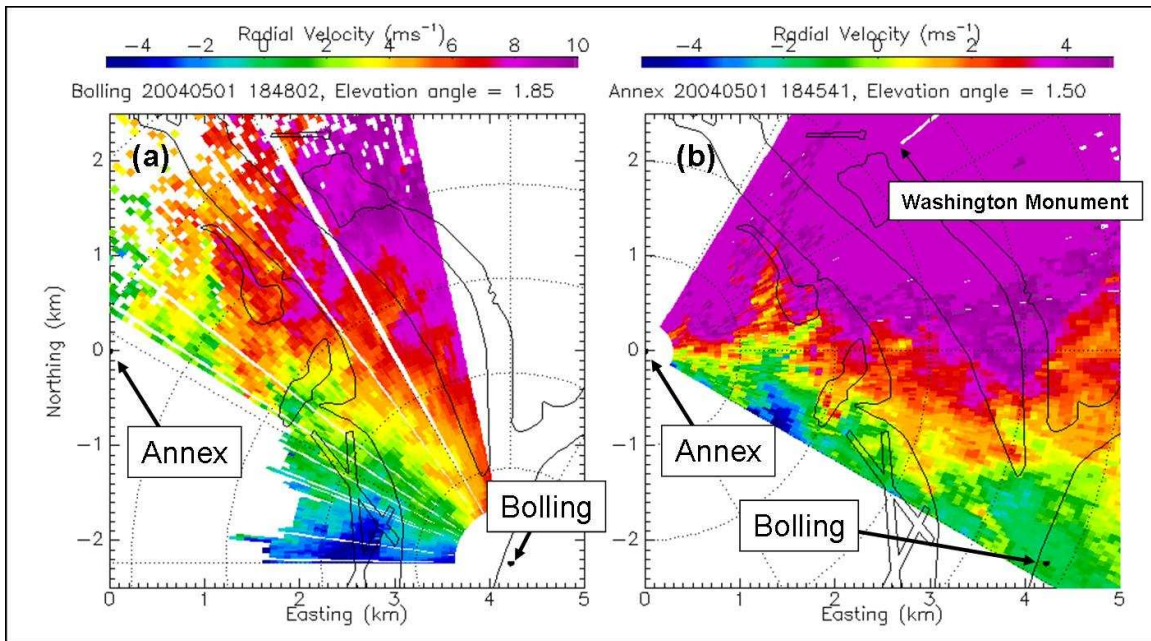 Radial Velocity (ms⁻¹)
−4 −2 0 2 4 6 8 10
Bolling 20040501 184802, Elevation angle = 1.85
(a)
Northing (km)
2
1
0
−1
−2
Annex
Bolling
0 1 2 3 4 5
Easting (km)
Radial Velocity (ms⁻¹)
−4 −2 0 2 4
Annex 20040501 184541, Elevation angle = 1.50
(b)
Washington Monument
2
1
0
−1
−2
Annex
Bolling
0 1 2 3 4 5
Easting (km)